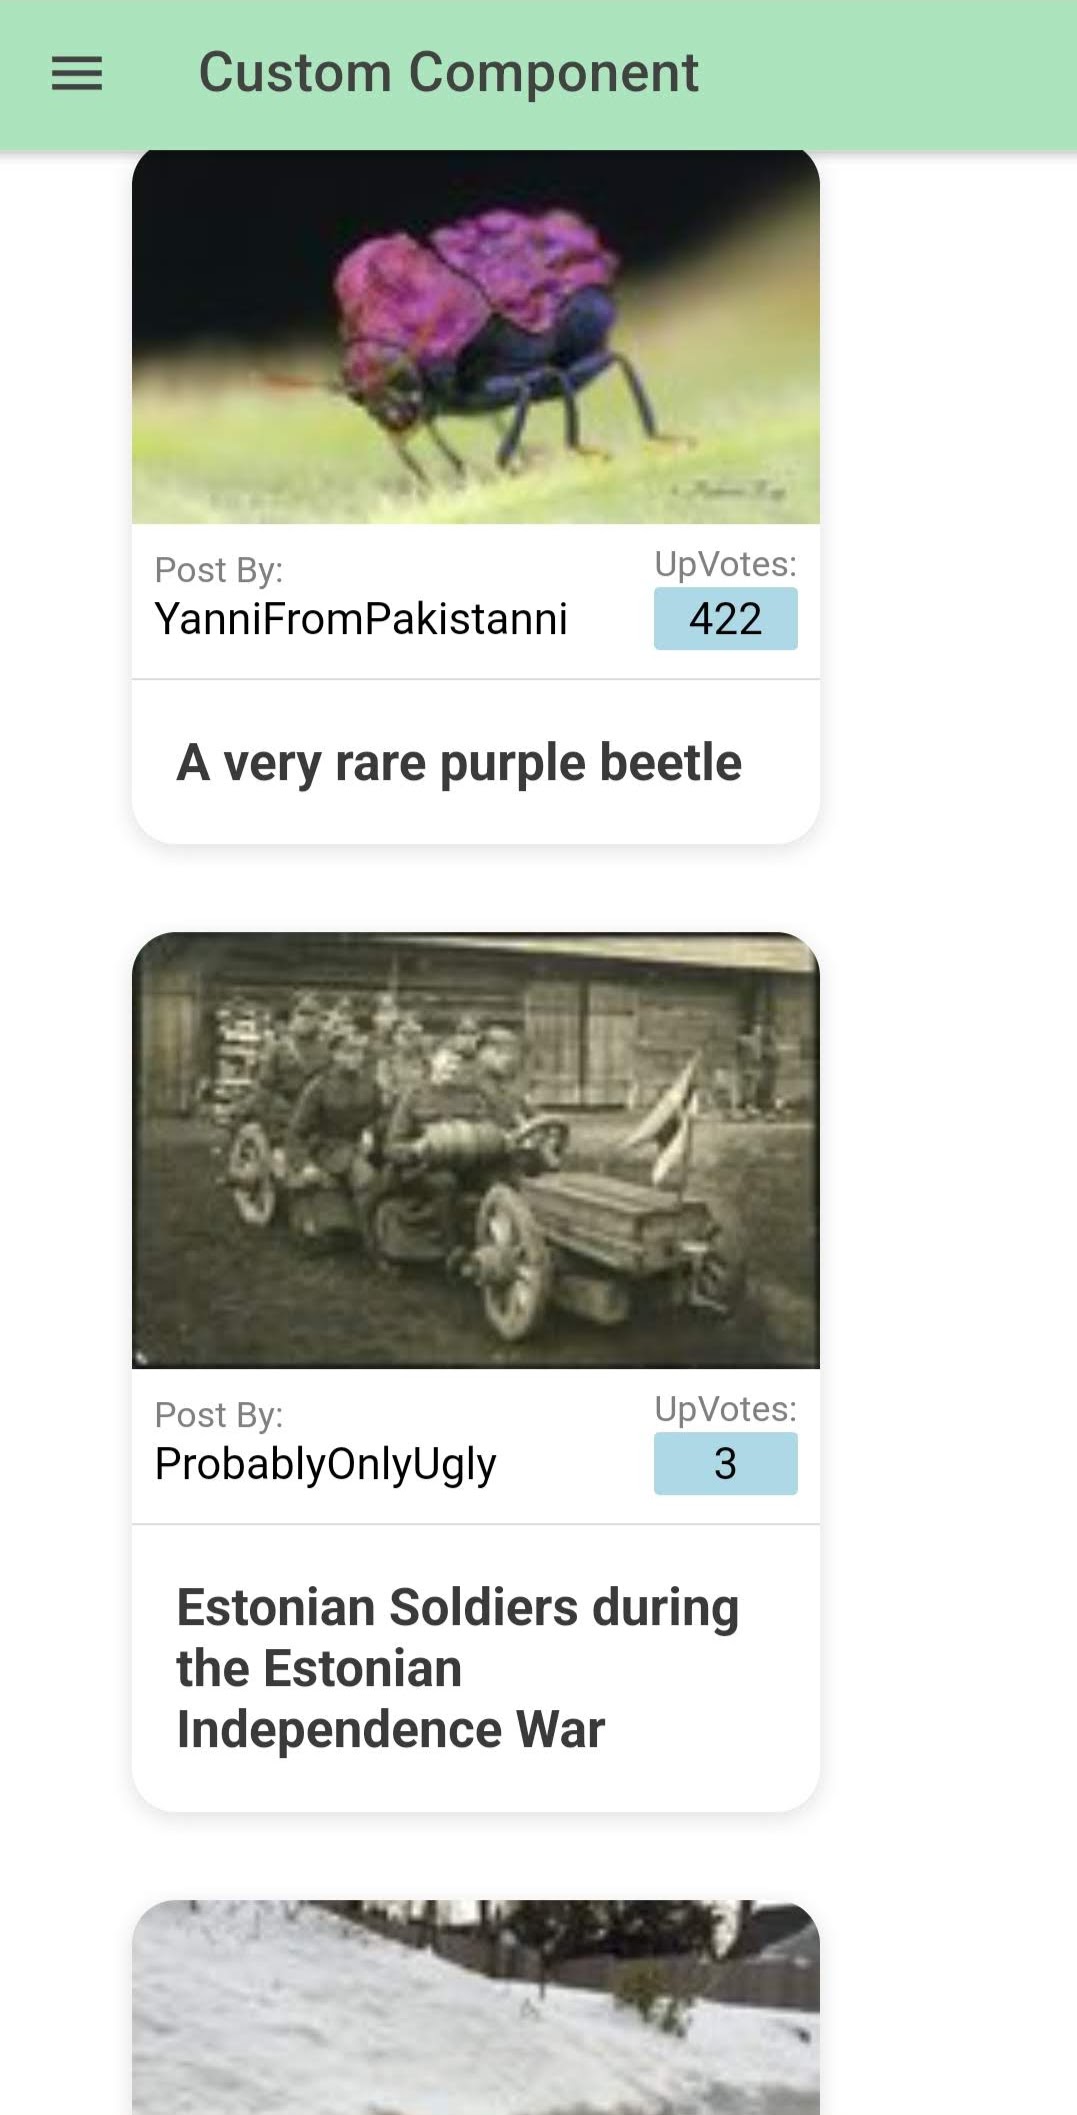 Custom Component
Post By:
UpVotes:
YanniFromPakistanni
422
A very rare purple beetle
Post By:
UpVotes:
ProbablyOnlyUgly
3
Estonian Soldiers during
the Estonian
Independence War